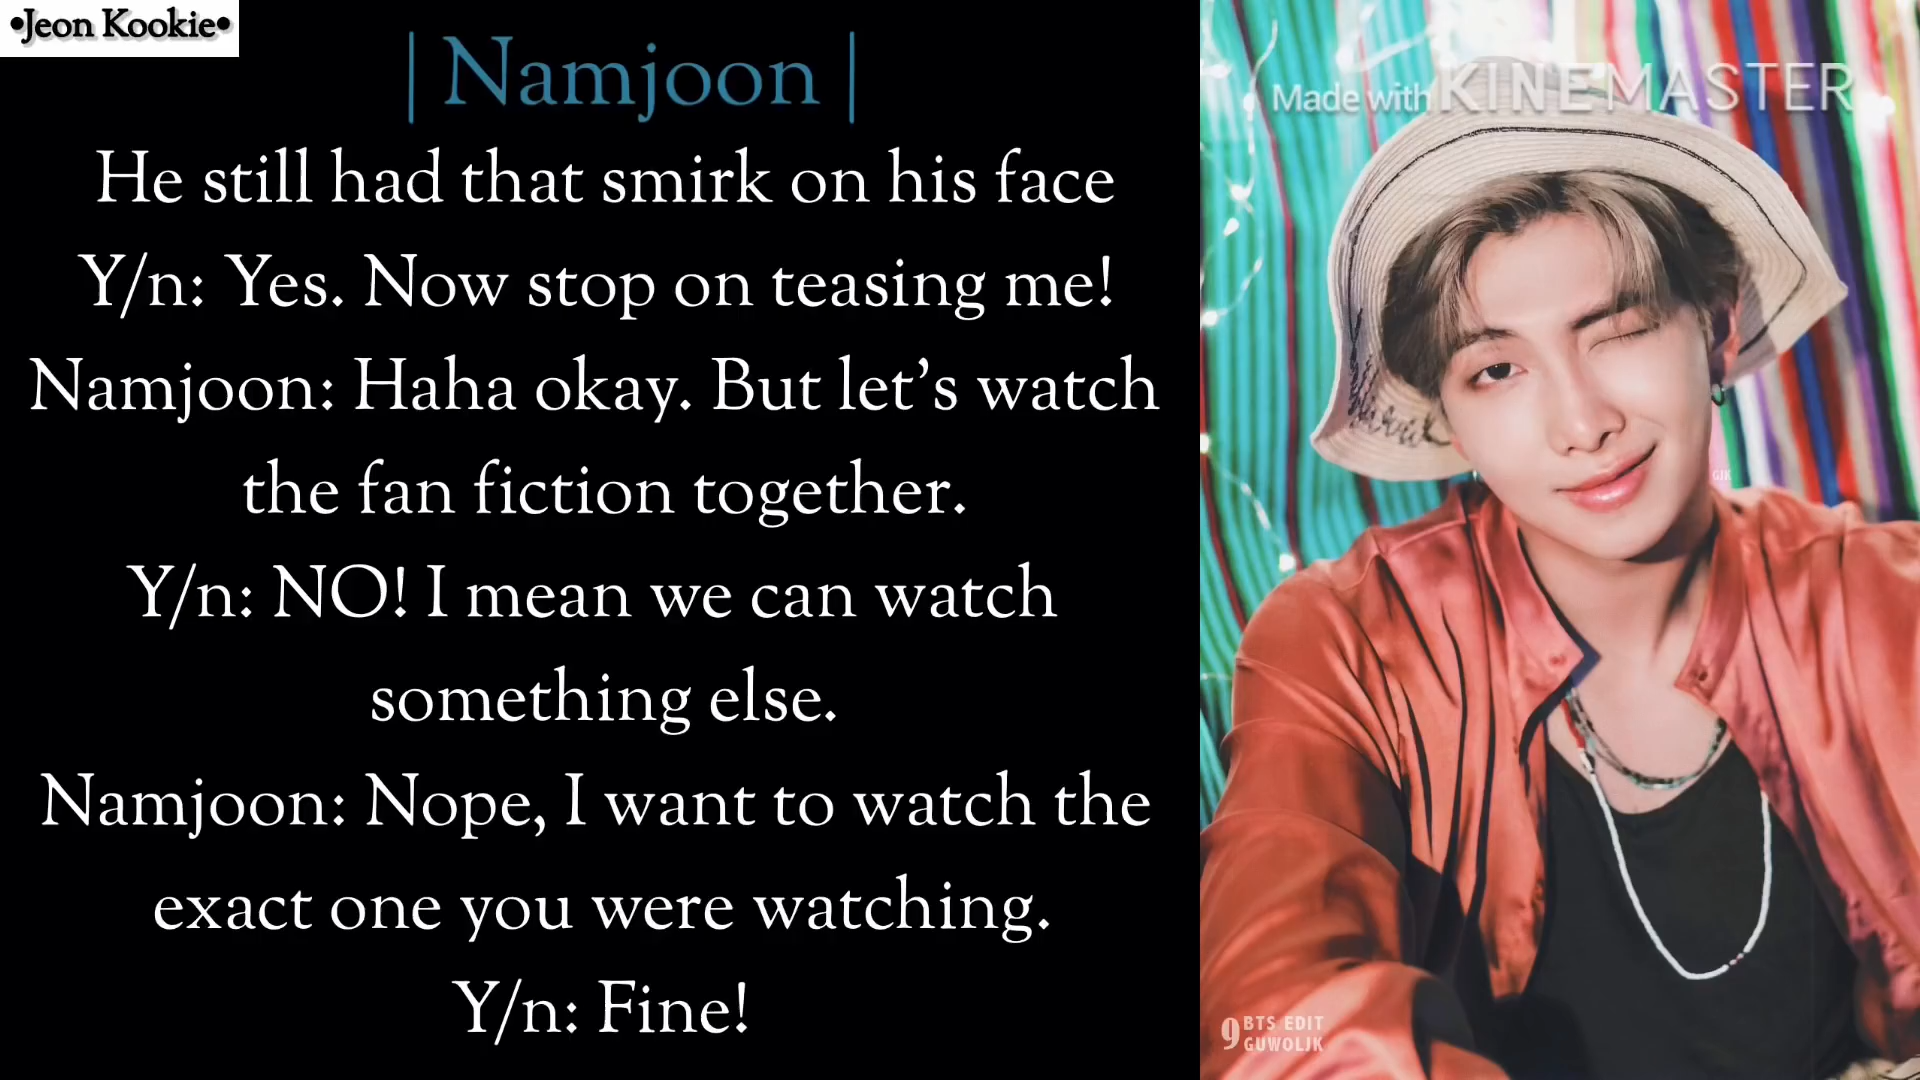 •Jeon Kookie•
| Namjoon |
He still had that smirk on his face
Y/n: Yes. Now stop on teasing me!
Namjoon: Haha okay. But let's watch
the fan fiction together.
Y/n: NO! I mean we can watch
something else.
Namjoon: Nope, I want to watch the
exact one you were watching.
Y/n: Fine!
Made with KINEMASTER
GJK
9 BTS EDIT
GUWOLJK